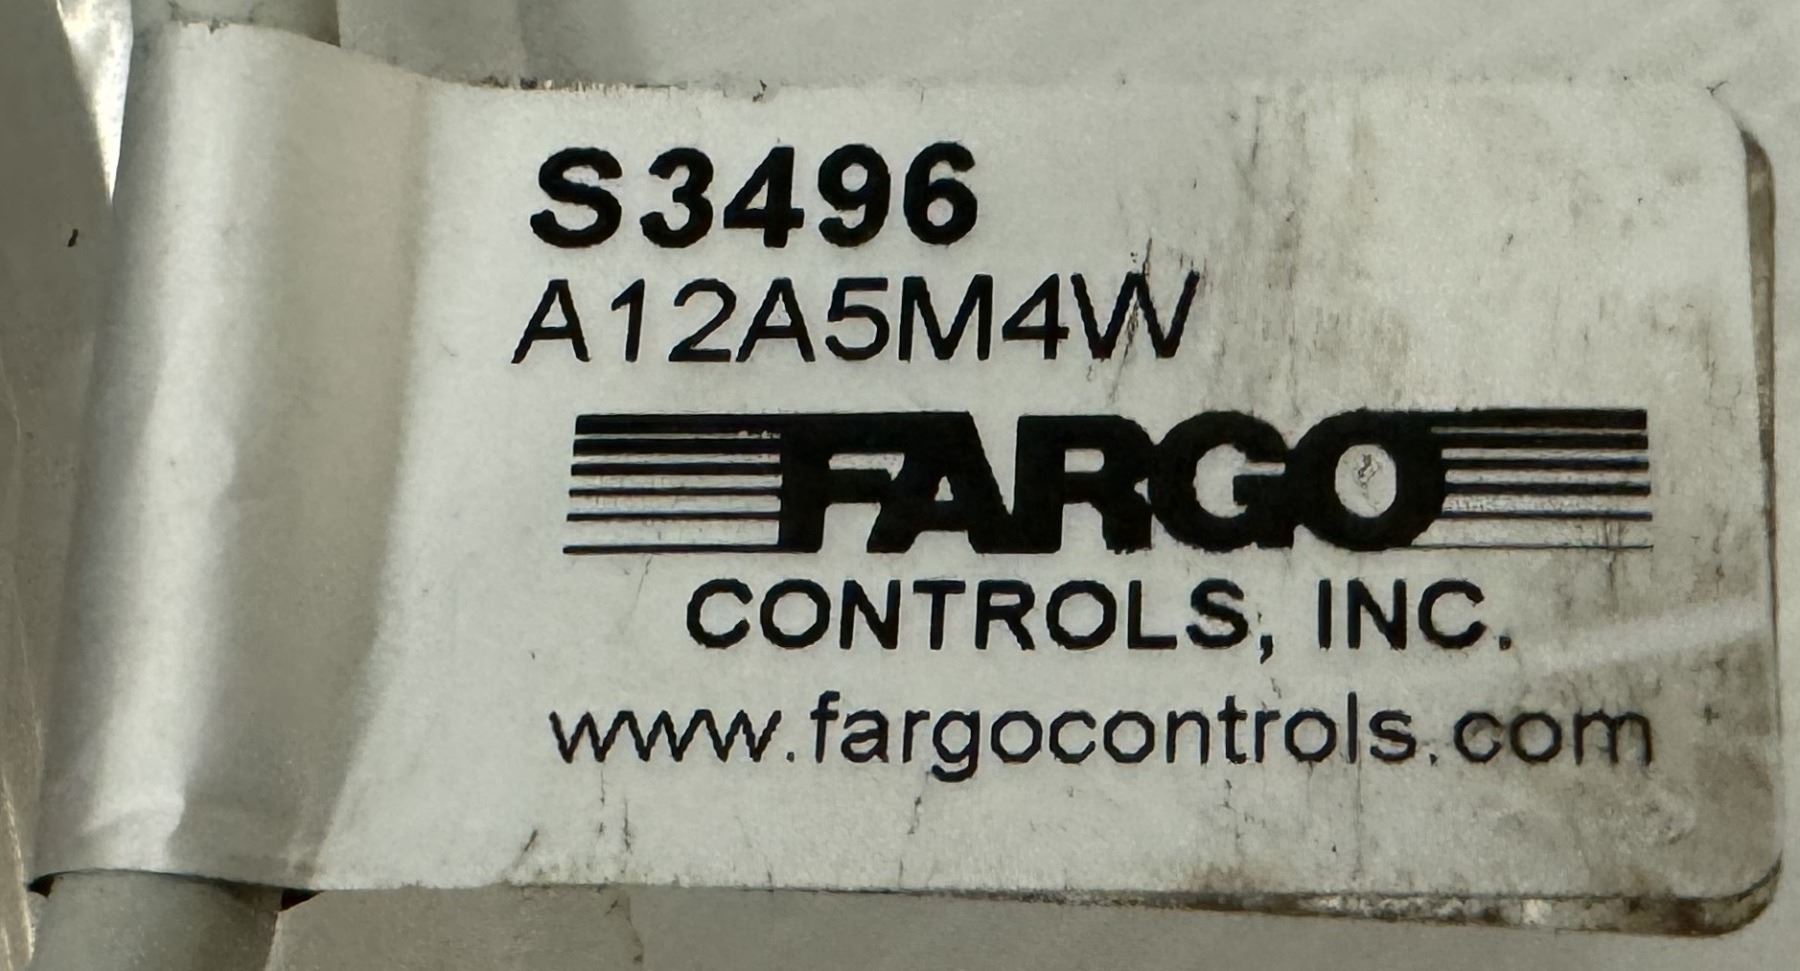 S3496
A12A5M4W
FARGO
CONTROLS, INC.
www.fargocontrols.com